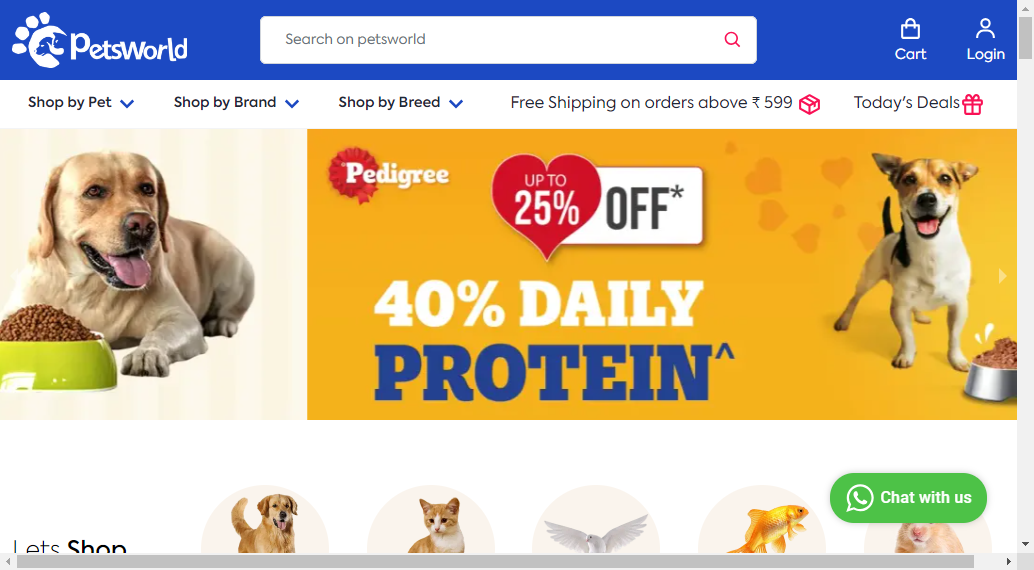 PetsWorld
Search on petsworld
Cart
Login
Shop by Pet
Shop by Brand
Shop by Breed
Free Shipping on orders above ₹ 599
Today's Deals
Pedigree
UP TO
25% OFF*
40% DAILY
PROTEIN^
Chat with us
Lets Shop